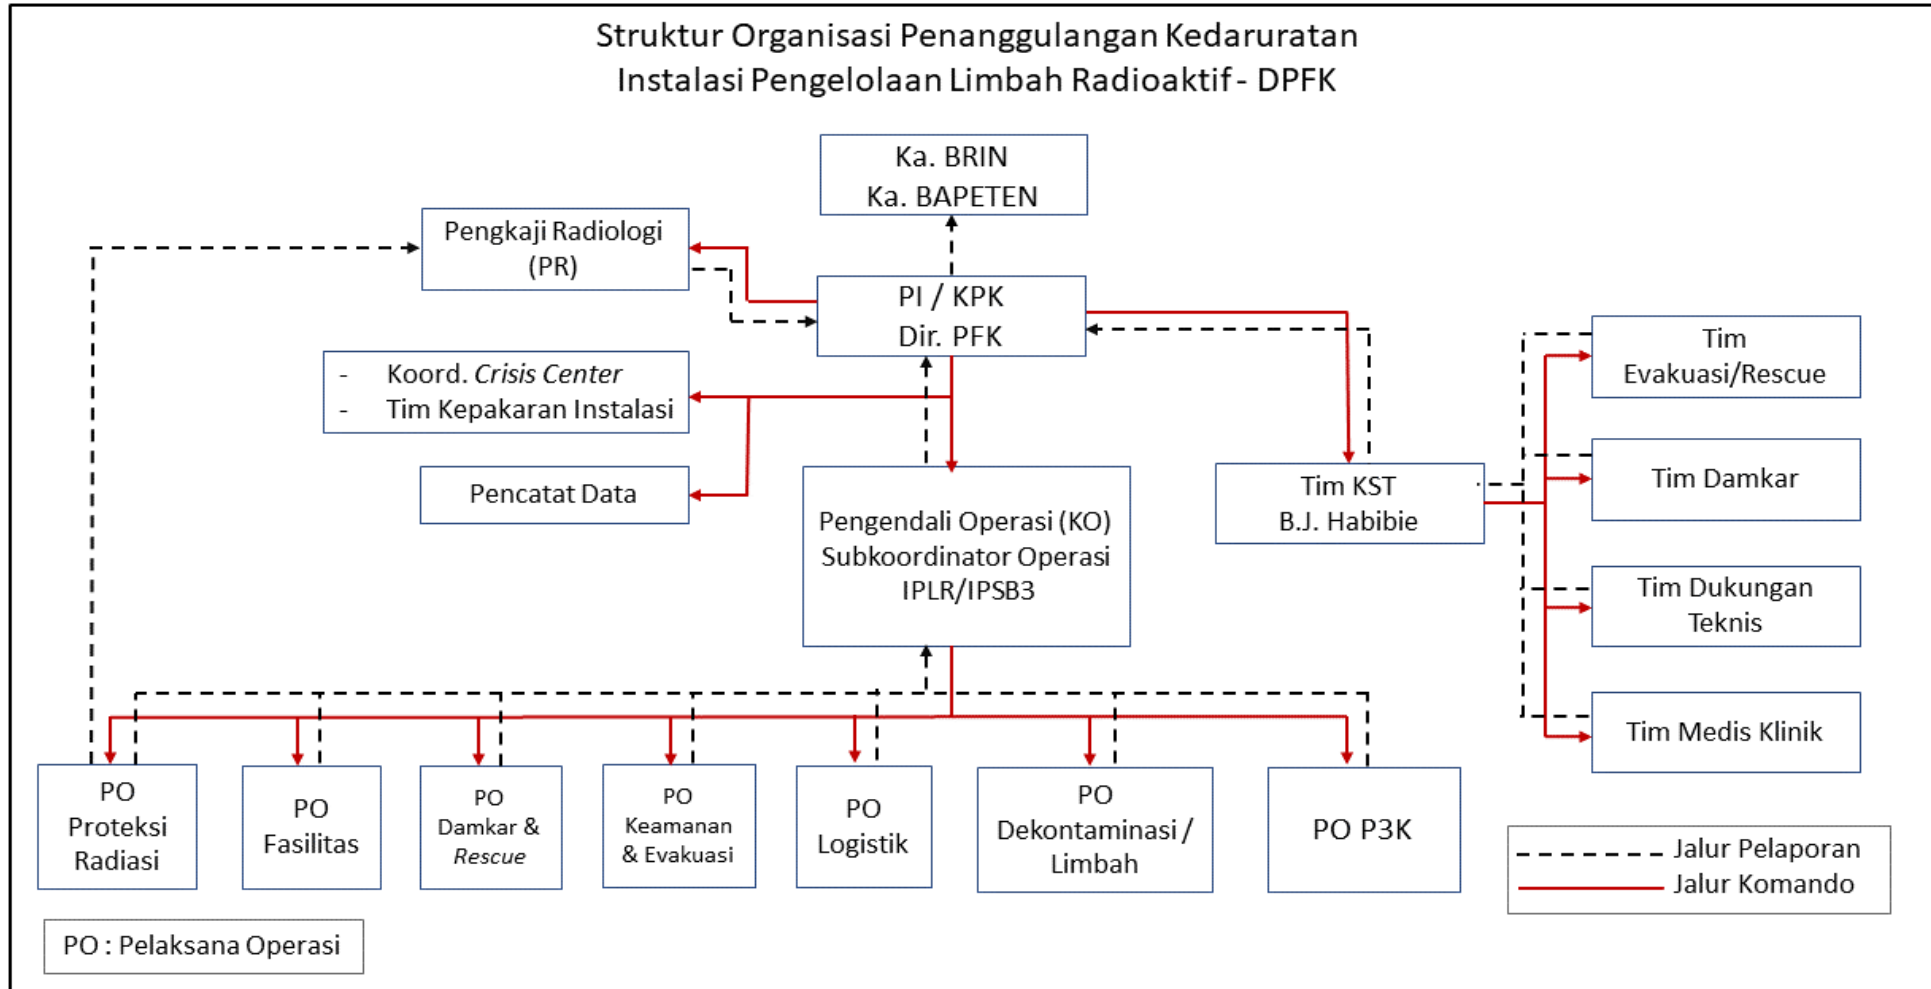 Struktur Organisasi Penanggulangan Kedaruratan
Instalasi Pengelolaan Limbah Radioaktif - DPFK
Ka. BRIN
Ka. BAPETEN
Pengkaji Radiologi
(PR)
PI / KPK
Dir. PFK
- Koord. Crisis Center
- Tim Kepakaran Instalasi
Pencatat Data
Pengendali Operasi (KO)
Subkoordinator Operasi
IPLR/IPSB3
Tim KST
B.J. Habibie
Tim
Evakuasi/Rescue
Tim Damkar
Tim Dukungan
Teknis
Tim Medis Klinik
PO
Proteksi
Radiasi
PO
Fasilitas
PO
Damkar &
Rescue
PO
Keamanan
& Evakuasi
PO
Logistik
PO
Dekontaminasi /
Limbah
PO P3K
Jalur Pelaporan
Jalur Komando
PO : Pelaksana Operasi